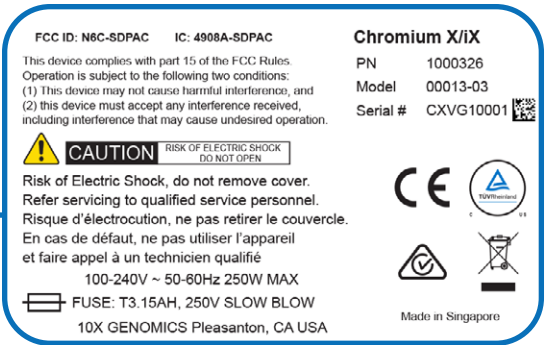 FCC ID: N6C-SDPAC IC: 4908A-SDPAC
This device complies with part 15 of the FCC Rules.
Operation is subject to the following two conditions:
(1) This device may not cause harmful interference, and
(2) this device must accept any interference received,
including interference that may cause undesired operation.
CAUTION RISK OF ELECTRIC SHOCK
DO NOT OPEN
Risk of Electric Shock, do not remove cover.
Refer servicing to qualified service personnel.
Risque d'électrocution, ne pas retirer le couvercle.
En cas de défaut, ne pas utiliser l'appareil
et faire appel à un technicien qualifié
100-240V ~ 50-60Hz 250W MAX
FUSE: T3.15AH, 250V SLOW BLOW
10X GENOMICS Pleasanton, CA USA
Chromium X/iX
PN 1000326
Model 00013-03
Serial # CXVG10001
CE
TÜVRheinland
C US
Made in Singapore